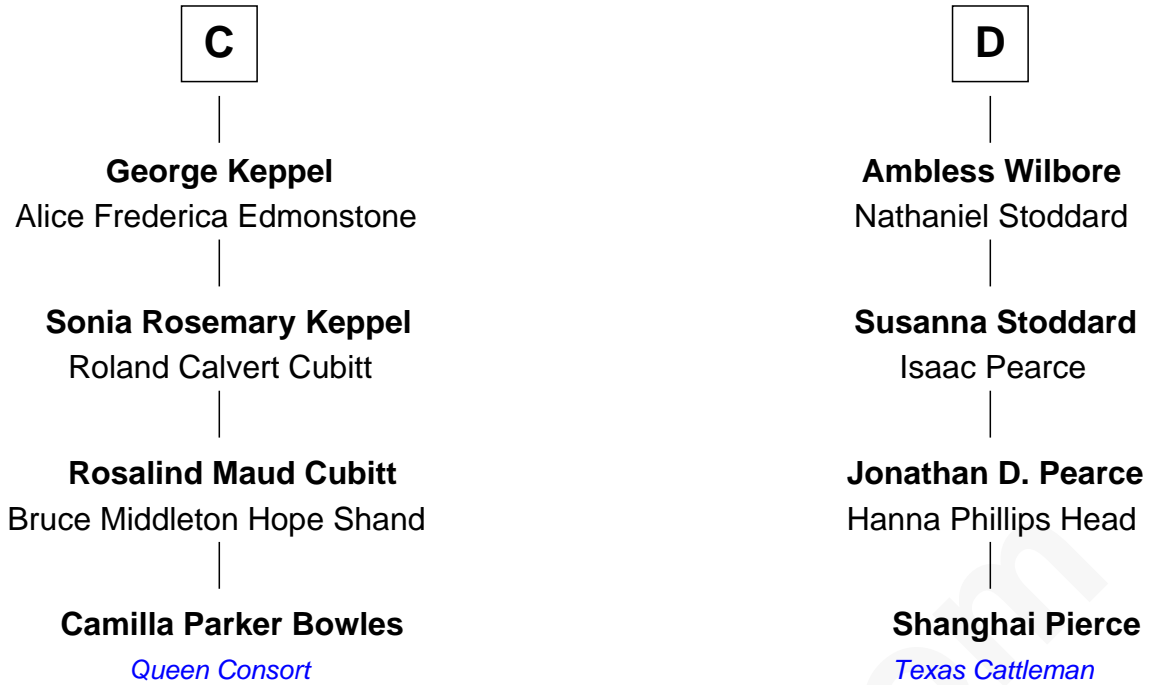 C
George Keppel
Alice Frederica Edmonstone
Sonia Rosemary Keppel
Roland Calvert Cubitt
Rosalind Maud Cubitt
Bruce Middleton Hope Shand
Camilla Parker Bowles
Queen Consort
D
Ambless Wilbore
Nathaniel Stoddard
Susanna Stoddard
Isaac Pearce
Jonathan D. Pearce
Hanna Phillips Head
Shanghai Pierce
Texas Cattleman